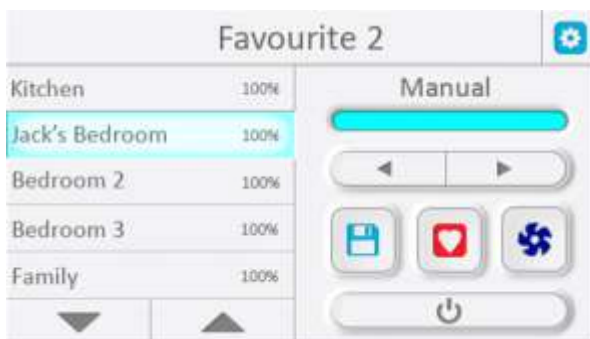 Favourite 2
Kitchen 100%
Manual
Jack's Bedroom 100%
Bedroom 2 100%
Bedroom 3 100%
Family 100%